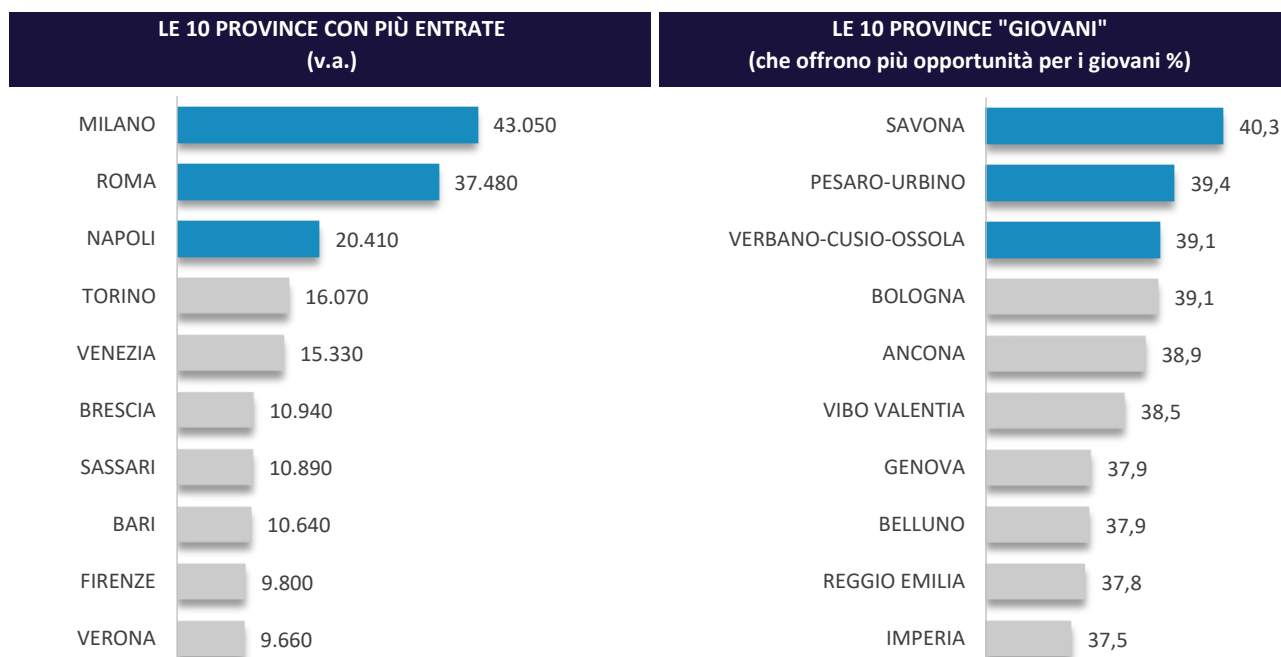 LE 10 PROVINCE CON PIÙ ENTRATE
(v.a.)
MILANO 43.050
ROMA 37.480
NAPOLI 20.410
TORINO 16.070
VENEZIA 15.330
BRESCIA 10.940
SASSARI 10.890
BARI 10.640
FIRENZE 9.800
VERONA 9.660
LE 10 PROVINCE "GIOVANI"
(che offrono più opportunità per i giovani %)
SAVONA 40,3
PESARO-URBINO 39,4
VERBANO-CUSIO-OSSOLA 39,1
BOLOGNA 39,1
ANCONA 38,9
VIBO VALENTIA 38,5
GENOVA 37,9
BELLUNO 37,9
REGGIO EMILIA 37,8
IMPERIA 37,5